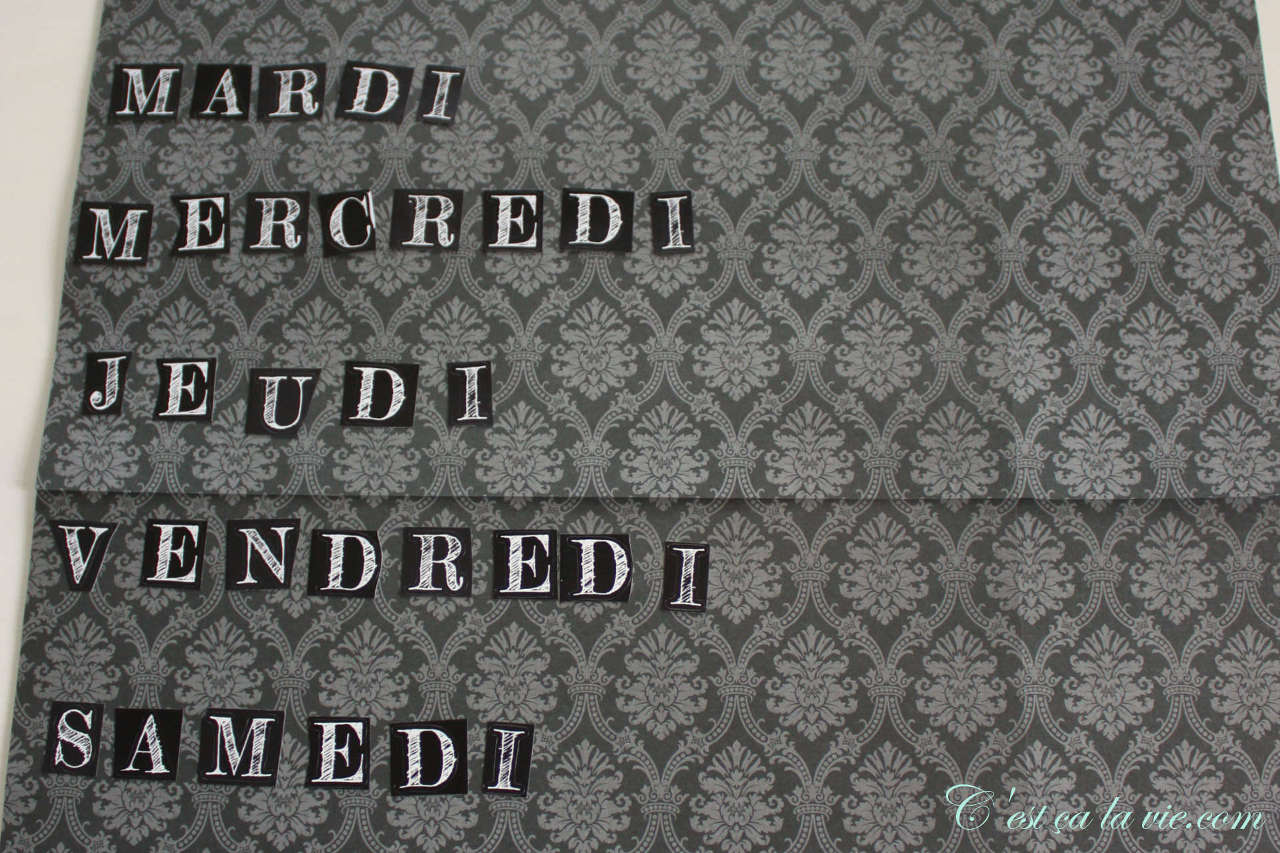 MARDI
MERCREDI
JEUDI
VENDREDI
SAMEDI
C'est ça la vie.com